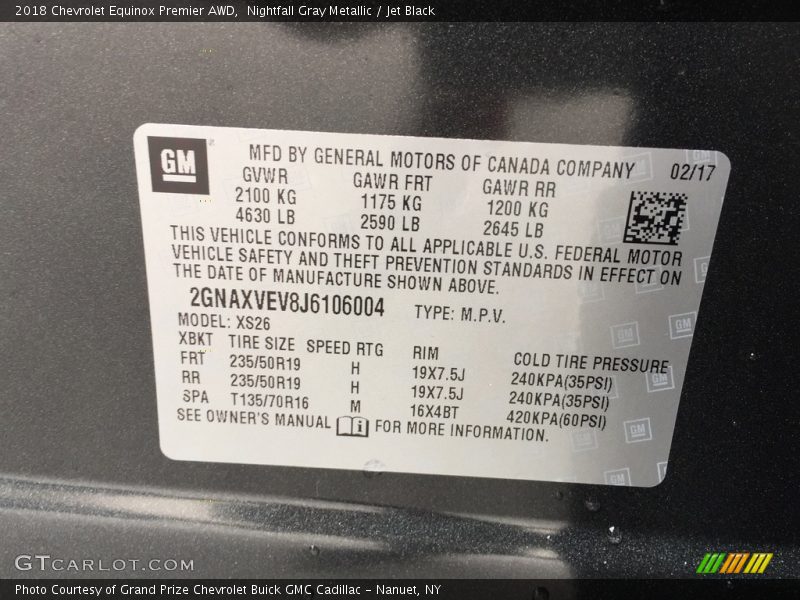 2018 Chevrolet Equinox Premier AWD,  Nightfall Gray Metallic / Jet Black
GM
MFD BY GENERAL MOTORS OF CANADA COMPANY 02/17
GVWR GAWR FRT GAWR RR
2100 KG 1175 KG 1200 KG
4630 LB 2590 LB 2645 LB
THIS VEHICLE CONFORMS TO ALL APPLICABLE U.S. FEDERAL MOTOR
VEHICLE SAFETY AND THEFT PREVENTION STANDARDS IN EFFECT ON
THE DATE OF MANUFACTURE SHOWN ABOVE.
2GNAXVEV8J6106004 TYPE: M.P.V.
MODEL: XS26
XBKT TIRE SIZE SPEED RTG RIM COLD TIRE PRESSURE
FRT 235/50R19 H 19X7.5J 240KPA(35PSI)
RR 235/50R19 H 19X7.5J 240KPA(35PSI)
SPA T135/70R16 M 16X4BT 420KPA(60PSI)
SEE OWNER'S MANUAL i FOR MORE INFORMATION.
GTCARLOT.COM
Photo Courtesy of Grand Prize Chevrolet Buick GMC Cadillac - Nanuet, NY